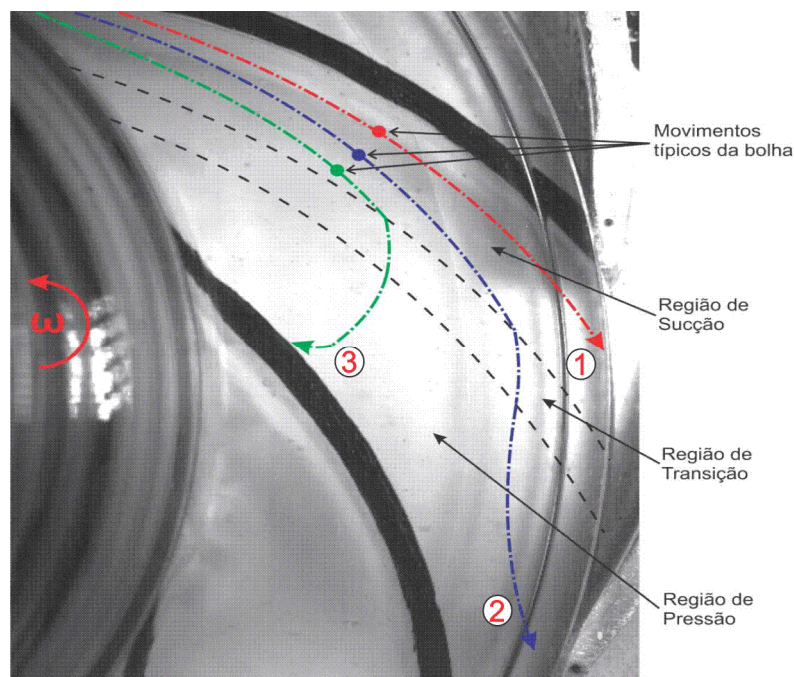 Movimentos
típicos da bolha
Região de
Sucção
ω
1
3
Região de
Transição
Região de
Pressão
2